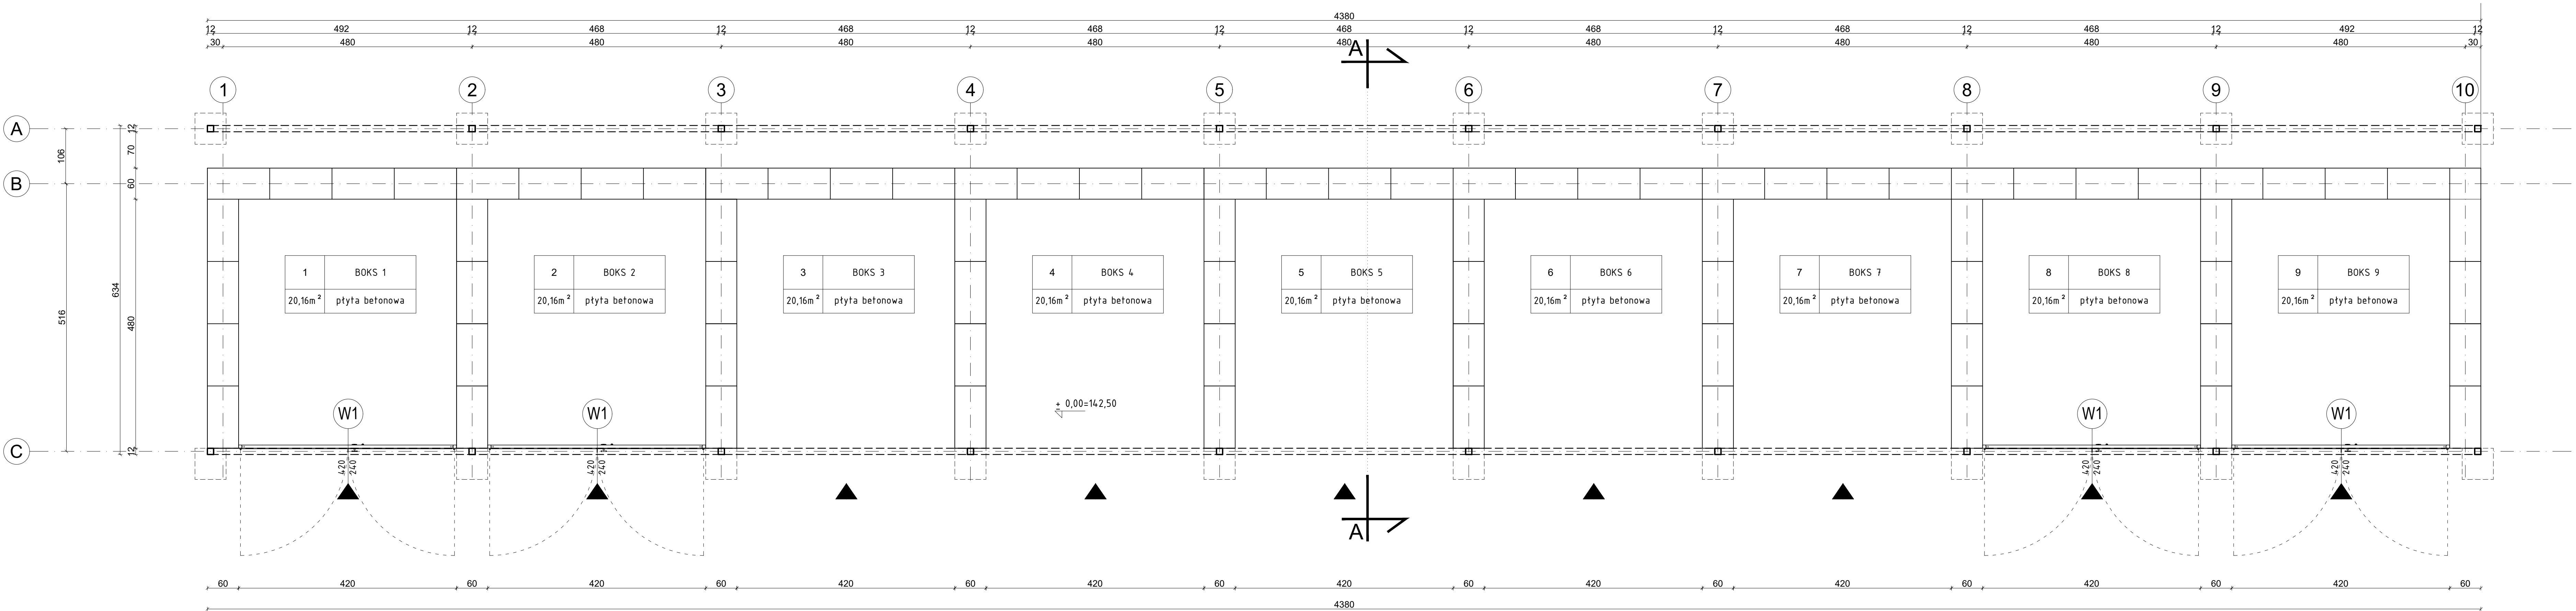 4380
12 492 12 468 12 468 12 468 12 468 12 468 12 468 12 468 12 492 12
30 480 480 480 480 480 480 480 480 480 30
A
1 2 3 4 5 6 7 8 9 10
A
B
C
106
516
634
12
70
60
480
12
1 BOKS 1
20,16m² płyta betonowa
2 BOKS 2
20,16m² płyta betonowa
3 BOKS 3
20,16m² płyta betonowa
4 BOKS 4
20,16m² płyta betonowa
5 BOKS 5
20,16m² płyta betonowa
6 BOKS 6
20,16m² płyta betonowa
7 BOKS 7
20,16m² płyta betonowa
8 BOKS 8
20,16m² płyta betonowa
9 BOKS 9
20,16m² płyta betonowa
± 0,00=142,50
W1
420
240
W1
420
240
W1
420
240
W1
420
240
A
60 420 60 420 60 420 60 420 60 420 60 420 60 420 60 420 60 420 60
4380